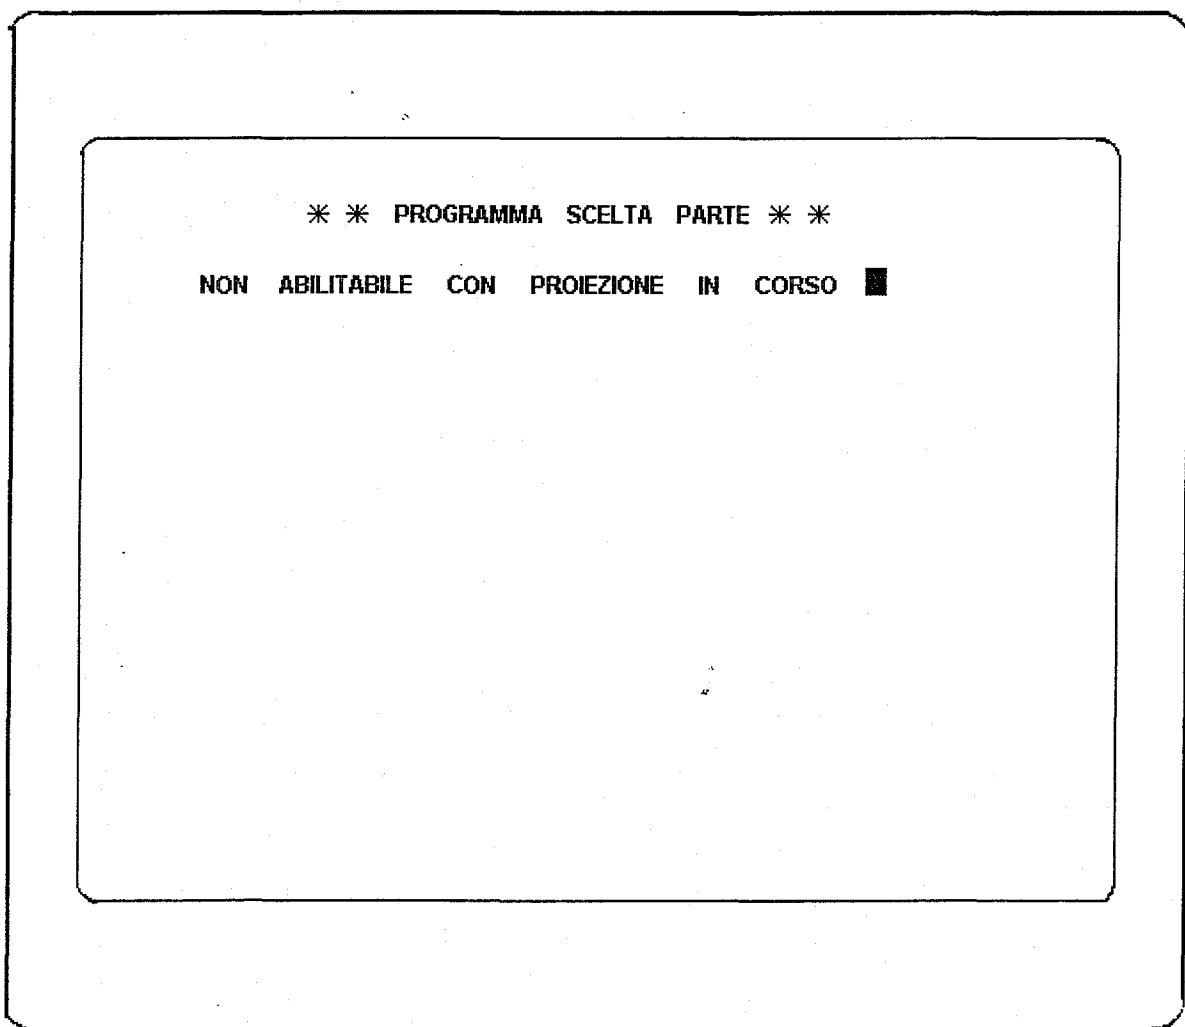 * * PROGRAMMA SCELTA PARTE * *
NON ABILITABILE CON PROIEZIONE IN CORSO